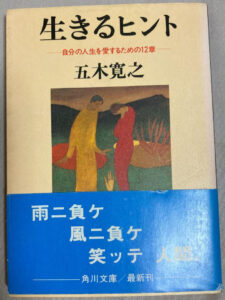 生きるヒント
自分の人生を愛するための12章
五木寛之
雨ニ負ケ
風ニ負ケ
笑ッテ
角川文庫/最新刊